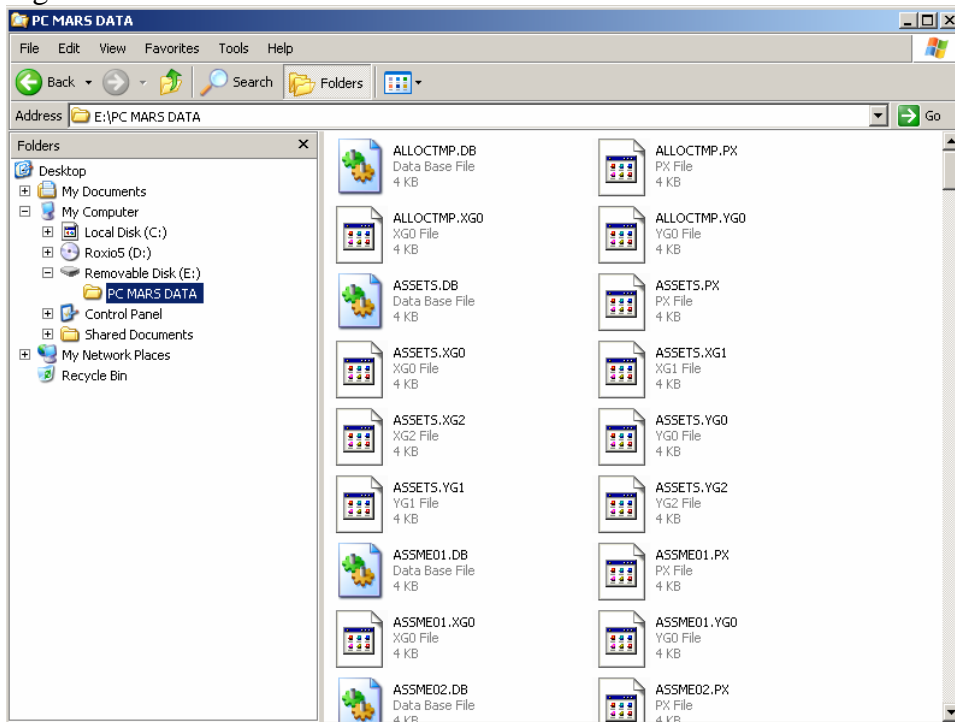 PC MARS DATA
File Edit View Favorites Tools Help
Back Search Folders
Address E:\PC MARS DATA Go
Folders
Desktop
My Documents
My Computer
Local Disk (C:)
Roxio5 (D:)
Removable Disk (E:)
PC MARS DATA
Control Panel
Shared Documents
My Network Places
Recycle Bin
ALLOCTMP.DB
Data Base File
4 KB
ALLOCTMP.PX
PX File
4 KB
ALLOCTMP.XG0
XG0 File
4 KB
ALLOCTMP.YG0
YG0 File
4 KB
ASSETS.DB
Data Base File
4 KB
ASSETS.PX
PX File
4 KB
ASSETS.XG0
XG0 File
4 KB
ASSETS.XG1
XG1 File
4 KB
ASSETS.XG2
XG2 File
4 KB
ASSETS.YG0
YG0 File
4 KB
ASSETS.YG1
YG1 File
4 KB
ASSETS.YG2
YG2 File
4 KB
ASSME01.DB
Data Base File
4 KB
ASSME01.PX
PX File
4 KB
ASSME01.XG0
XG0 File
4 KB
ASSME01.YG0
YG0 File
4 KB
ASSME02.DB
Data Base File
4 KB
ASSME02.PX
PX File
4 KB